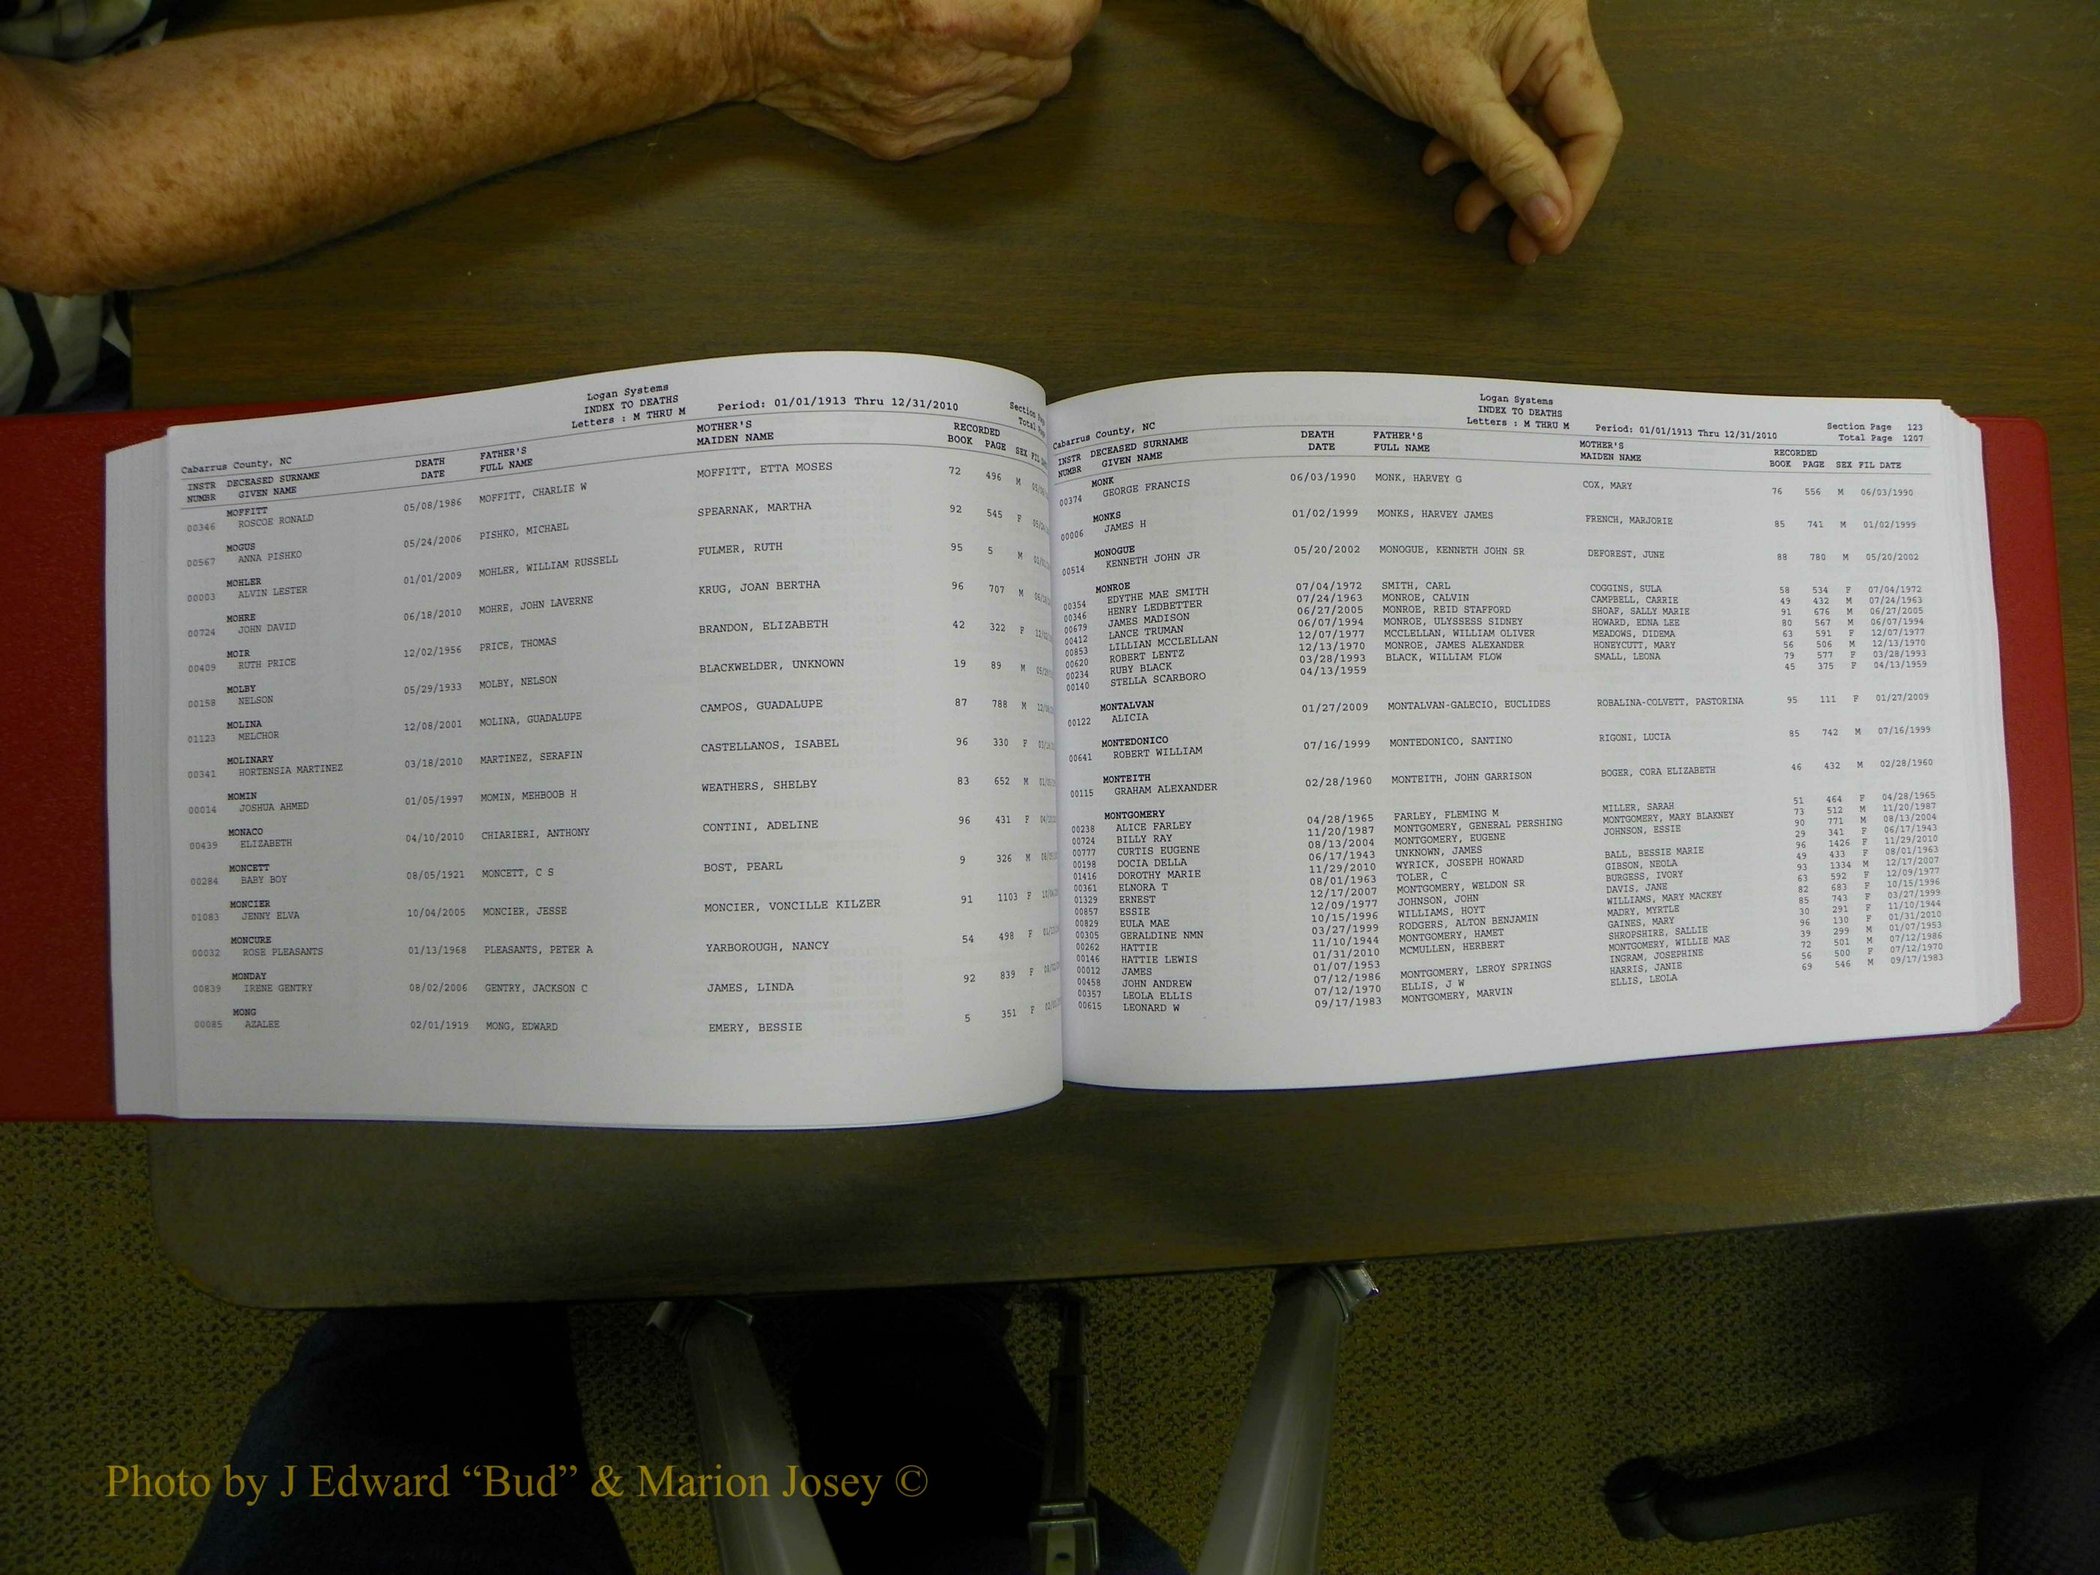 Logan Systems
INDEX TO DEATHS
Letters : M THRU M Period: 01/01/1913 Thru 12/31/2010
Cabarrus County, NC
INSTR DECEASED SURNAME DEATH FATHER'S MOTHER'S RECORDED
NUMBR GIVEN NAME DATE FULL NAME MAIDEN NAME BOOK PAGE SEX FIL
MOFFITT
00346 ROSCOE RONALD 05/08/1986 MOFFITT, CHARLIE W MOFFITT, ETTA MOSES 72 496 M
MOGUS
00567 ANNA PISHKO 05/24/2006 PISHKO, MICHAEL SPEARNAK, MARTHA 92 545 F
MOHLER
00003 ALVIN LESTER 01/01/2009 MOHLER, WILLIAM RUSSELL FULMER, RUTH 95 5 M
MOHRE
00724 JOHN DAVID 06/18/2010 MOHRE, JOHN LAVERNE KRUG, JOAN BERTHA 96 707 M
MOIR
00409 RUTH PRICE 12/02/1956 PRICE, THOMAS BRANDON, ELIZABETH 42 322 F
MOLBY
00158 NELSON 05/29/1933 MOLBY, NELSON BLACKWELDER, UNKNOWN 19 89 M
MOLINA
01123 MELCHOR 12/08/2001 MOLINA, GUADALUPE CAMPOS, GUADALUPE 87 788 M
MOLINARY
00341 HORTENSIA MARTINEZ 03/18/2010 MARTINEZ, SERAFIN CASTELLANOS, ISABEL 96 330 F
MOMIN
00014 JOSHUA AHMED 01/05/1997 MOMIN, MEHBOOB H WEATHERS, SHELBY 83 652 M
MONACO
00439 ELIZABETH 04/10/2010 CHIARIERI, ANTHONY CONTINI, ADELINE 96 431 F
MONCETT
00284 BABY BOY 08/05/1921 MONCETT, C S BOST, PEARL 9 326 M
MONCIER
01083 JENNY ELVA 10/04/2005 MONCIER, JESSE MONCIER, VONCILLE KILZER 91 1103 F
MONCURE
00032 ROSE PLEASANTS 01/13/1968 PLEASANTS, PETER A YARBOROUGH, NANCY 54 498 F
MONDAY
00839 IRENE GENTRY 08/02/2006 GENTRY, JACKSON C JAMES, LINDA 92 839 F
MONG
00085 AZALEE 02/01/1919 MONG, EDWARD EMERY, BESSIE 5 351 F
Logan Systems
INDEX TO DEATHS
Letters : M THRU M Period: 01/01/1913 Thru 12/31/2010
Section Page 123
Total Page 1207
Cabarrus County, NC
INSTR DECEASED SURNAME DEATH FATHER'S MOTHER'S RECORDED
NUMBR GIVEN NAME DATE FULL NAME MAIDEN NAME BOOK PAGE SEX FIL DATE
MONK
00374 GEORGE FRANCIS 06/03/1990 MONK, HARVEY G COX, MARY 76 556 M 06/03/1990
MONKS
00006 JAMES H 01/02/1999 MONKS, HARVEY JAMES FRENCH, MARJORIE 85 741 M 01/02/1999
MONOGUE
00514 KENNETH JOHN JR 05/20/2002 MONOGUE, KENNETH JOHN SR DEFOREST, JUNE 88 780 M 05/20/2002
MONROE
00354 EDYTHE MAE SMITH 07/04/1972 SMITH, CARL COGGINS, SULA 58 534 F 07/04/1972
00346 HENRY LEDBETTER 07/24/1963 MONROE, CALVIN CAMPBELL, CARRIE 49 432 M 07/24/1963
00679 JAMES MADISON 06/27/2005 MONROE, REID STAFFORD SHOAF, SALLY MARIE 91 676 M 06/27/2005
00412 LANCE TRUMAN 06/07/1994 MONROE, ULYSSESS SIDNEY HOWARD, EDNA LEE 80 567 M 06/07/1994
00853 LILLIAN MCCLELLAN 12/07/1977 MCCLELLAN, WILLIAM OLIVER MEADOWS, DIDEMA 63 591 F 12/07/1977
00620 ROBERT LENTZ 12/13/1970 MONROE, JAMES ALEXANDER HONEYCUTT, MARY 56 506 M 12/13/1970
00234 RUBY BLACK 03/28/1993 BLACK, WILLIAM FLOW SMALL, LEONA 79 577 F 03/28/1993
00140 STELLA SCARBORO 04/13/1959 45 375 F 04/13/1959
MONTALVAN
00122 ALICIA 01/27/2009 MONTALVAN-GALECIO, EUCLIDES ROBALINA-COLVETT, PASTORINA 95 111 F 01/27/2009
MONTEDONICO
00641 ROBERT WILLIAM 07/16/1999 MONTEDONICO, SANTINO RIGONI, LUCIA 85 742 M 07/16/1999
MONTEITH
00115 GRAHAM ALEXANDER 02/28/1960 MONTEITH, JOHN GARRISON BOGER, CORA ELIZABETH 46 432 M 02/28/1960
MONTGOMERY
00238 ALICE FARLEY 04/28/1965 FARLEY, FLEMING M MILLER, SARAH 51 464 F 04/28/1965
00724 BILLY RAY 11/20/1987 MONTGOMERY, GENERAL PERSHING MONTGOMERY, MARY BLAKNEY 73 512 M 11/20/1987
00777 CURTIS EUGENE 08/13/2004 MONTGOMERY, EUGENE JOHNSON, ESSIE 90 771 M 08/13/2004
00198 DOCIA DELLA 06/17/1943 UNKNOWN, JAMES 29 341 F 06/17/1943
01416 DOROTHY MARIE 11/29/2010 WYRICK, JOSEPH HOWARD BALL, BESSIE MARIE 96 1426 F 11/29/2010
00361 ELNORA T 08/01/1963 TOLER, C GIBSON, NEOLA 49 433 F 08/01/1963
01329 ERNEST 12/17/2007 MONTGOMERY, WELDON SR BURGESS, IVORY 93 1334 M 12/17/2007
00857 ESSIE 12/09/1977 JOHNSON, JOHN DAVIS, JANE 63 592 F 12/09/1977
00829 EULA MAE 10/15/1996 WILLIAMS, HOYT WILLIAMS, MARY MACKEY 82 683 F 10/15/1996
00305 GERALDINE NMN 03/27/1999 RODGERS, ALTON BENJAMIN MADRY, MYRTLE 85 743 F 03/27/1999
00262 HATTIE 11/10/1944 MONTGOMERY, HAMET GAINES, MARY 30 291 F 11/10/1944
00146 HATTIE LEWIS 01/31/2010 MCMULLEN, HERBERT SHROPSHIRE, SALLIE 96 130 F 01/31/2010
00012 JAMES 01/07/1953 MONTGOMERY, WILLIE MAE 39 299 M 01/07/1953
00458 JOHN ANDREW 07/12/1986 MONTGOMERY, LEROY SPRINGS INGRAM, JOSEPHINE 72 501 M 07/12/1986
00357 LEOLA ELLIS 07/12/1970 ELLIS, J W HARRIS, JANIE 56 500 F 07/12/1970
00615 LEONARD W 09/17/1983 MONTGOMERY, MARVIN ELLIS, LEOLA 69 546 M 09/17/1983
Photo by J Edward “Bud” & Marion Josey ©